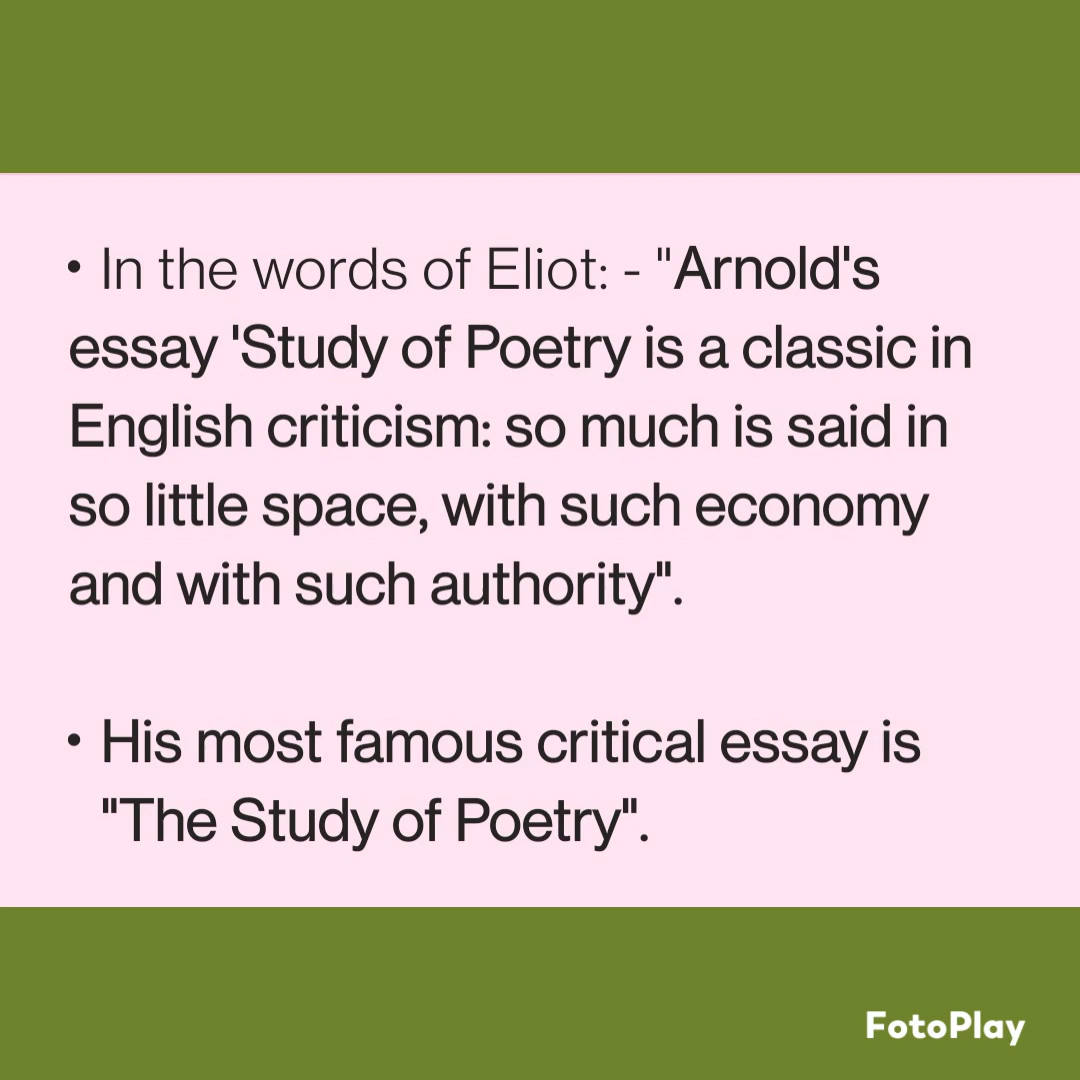 • In the words of Eliot: - "Arnold's
essay 'Study of Poetry is a classic in
English criticism: so much is said in
so little space, with such economy
and with such authority".
• His most famous critical essay is
"The Study of Poetry".
FotoPlay